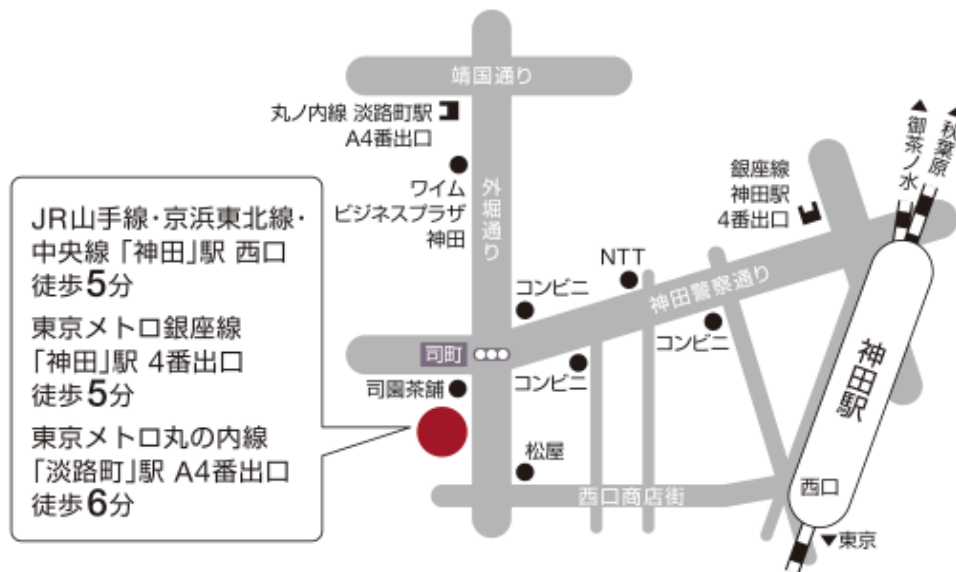 靖国通り
丸ノ内線 淡路町駅
A4番出口
ワイム
ビジネスプラザ
神田
外堀通り
▲御茶ノ水
▲秋葉原
銀座線
神田駅
4番出口
JR山手線・京浜東北線・
中央線「神田」駅 西口
徒歩5分
東京メトロ銀座線
「神田」駅 4番出口
徒歩5分
東京メトロ丸の内線
「淡路町」駅 A4番出口
徒歩6分
NTT
コンビニ
神田警察通り
コンビニ
司町
コンビニ
司園茶舗
神田駅
松屋
西口商店街
西口
▼東京